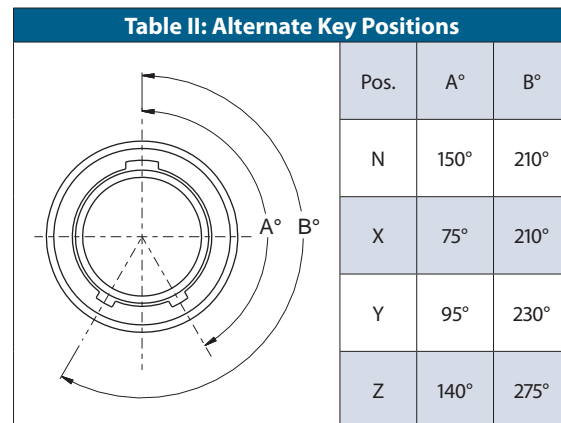 Table II: Alternate Key Positions
A° B°
Pos. A° B°
N 150° 210°
X 75° 210°
Y 95° 230°
Z 140° 275°